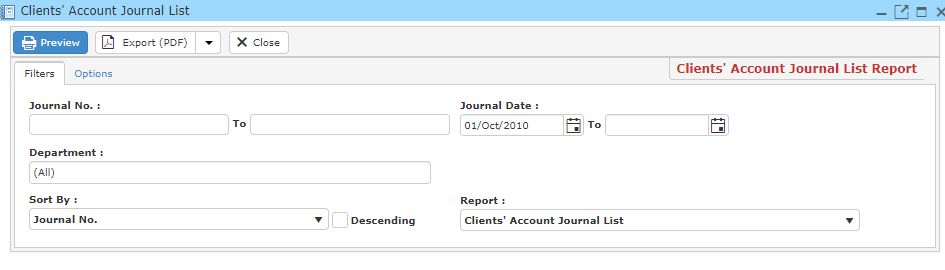 Clients' Account Journal List
Preview Export (PDF) Close
Filters Options Clients' Account Journal List Report
Journal No. : Journal Date :
To 01/Oct/2010 To
Department :
(All)
Sort By : Report :
Journal No. Descending Clients' Account Journal List